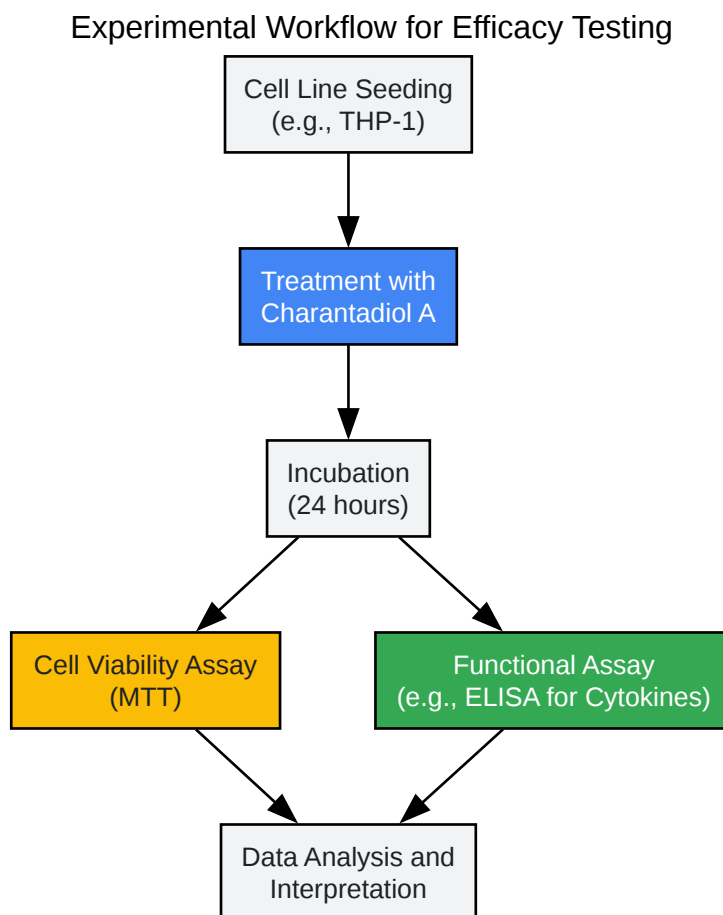 Experimental Workflow for Efficacy Testing
Cell Line Seeding
(e.g., THP-1)
Treatment with
Charantadiol A
Incubation
(24 hours)
Cell Viability Assay
(MTT)
Functional Assay
(e.g., ELISA for Cytokines)
Data Analysis and
Interpretation